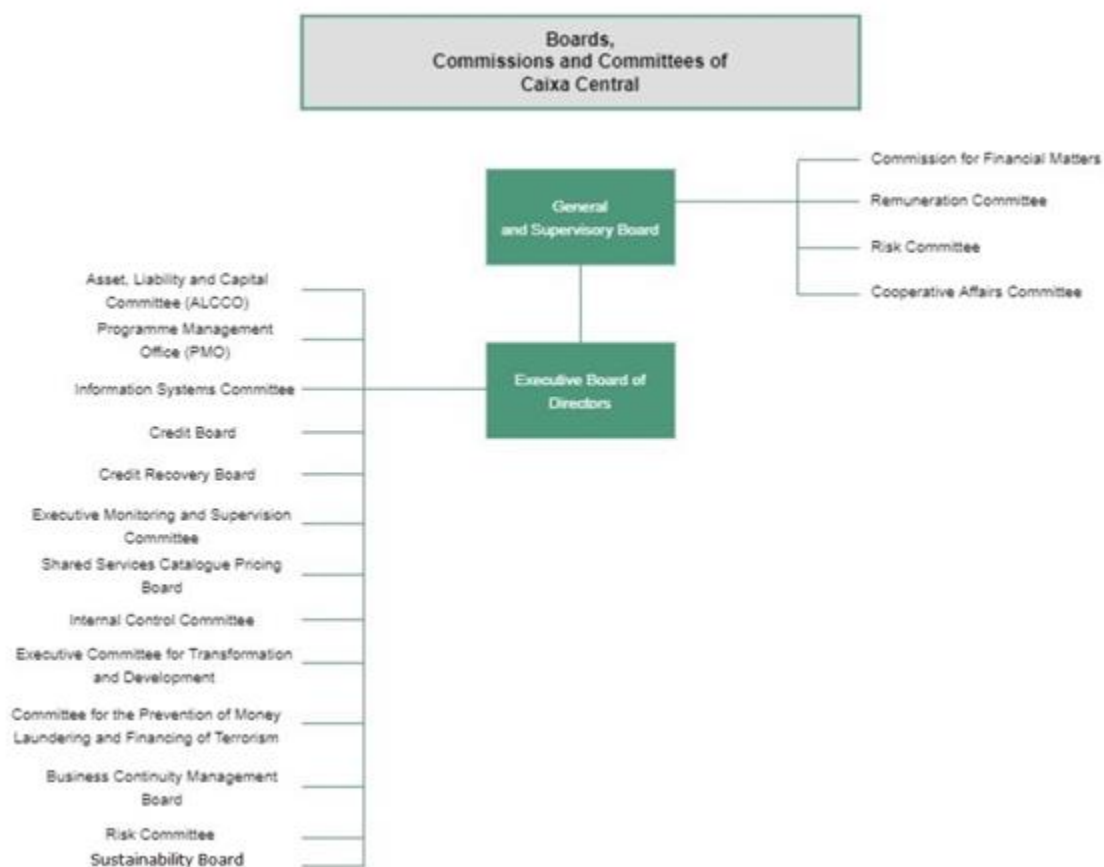 Boards,
Commissions and Committees of
Caixa Central
General
and Supervisory Board
Commission for Financial Matters
Remuneration Committee
Risk Committee
Cooperative Affairs Committee
Executive Board of
Directors
Asset, Liability and Capital
Committee (ALCCO)
Programme Management
Office (PMO)
Information Systems Committee
Credit Board
Credit Recovery Board
Executive Monitoring and Supervision
Committee
Shared Services Catalogue Pricing
Board
Internal Control Committee
Executive Committee for Transformation
and Development
Committee for the Prevention of Money
Laundering and Financing of Terrorism
Business Continuity Management
Board
Risk Committee
Sustainability Board